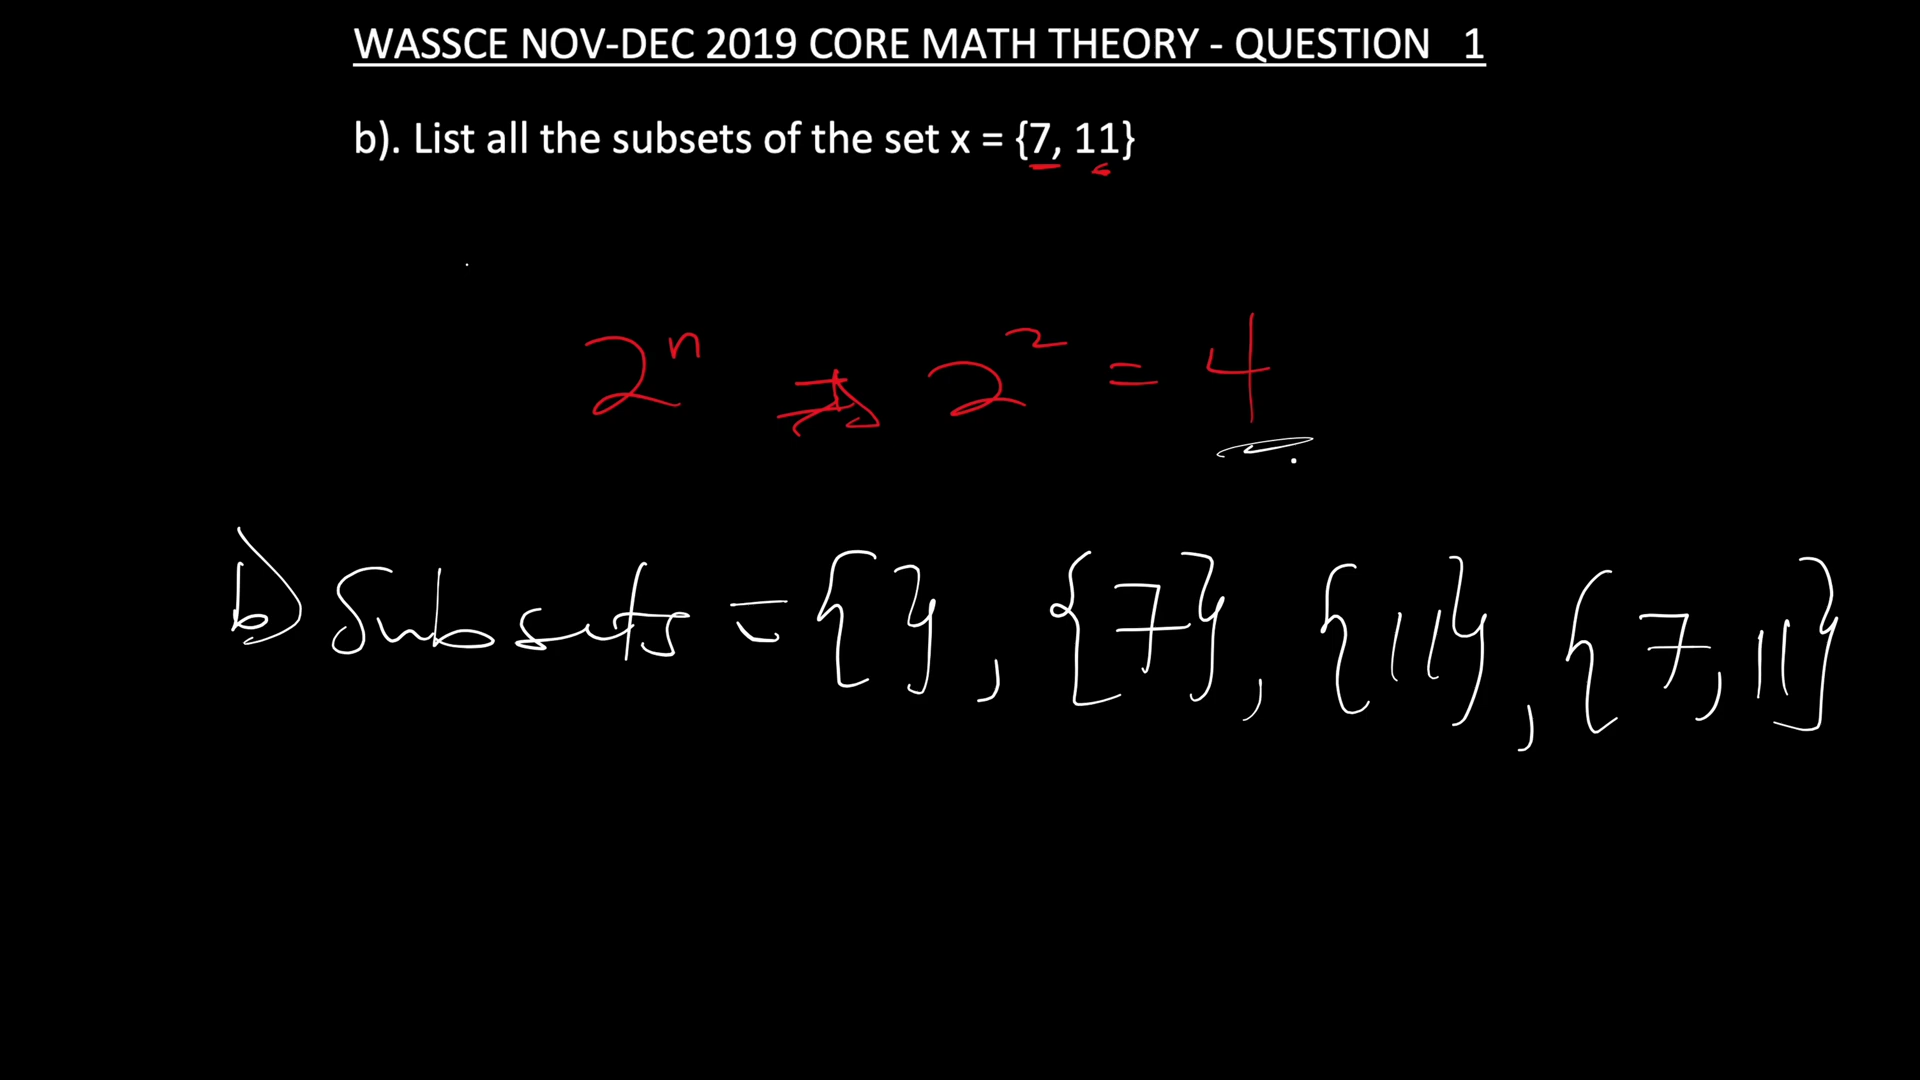 WASSCE NOV-DEC 2019 CORE MATH THEORY - QUESTION 1
b). List all the subsets of the set x = {7, 11}
2ⁿ ⇒ 2² = 4
b) Subsets = { }, {7}, {11}, {7, 11}